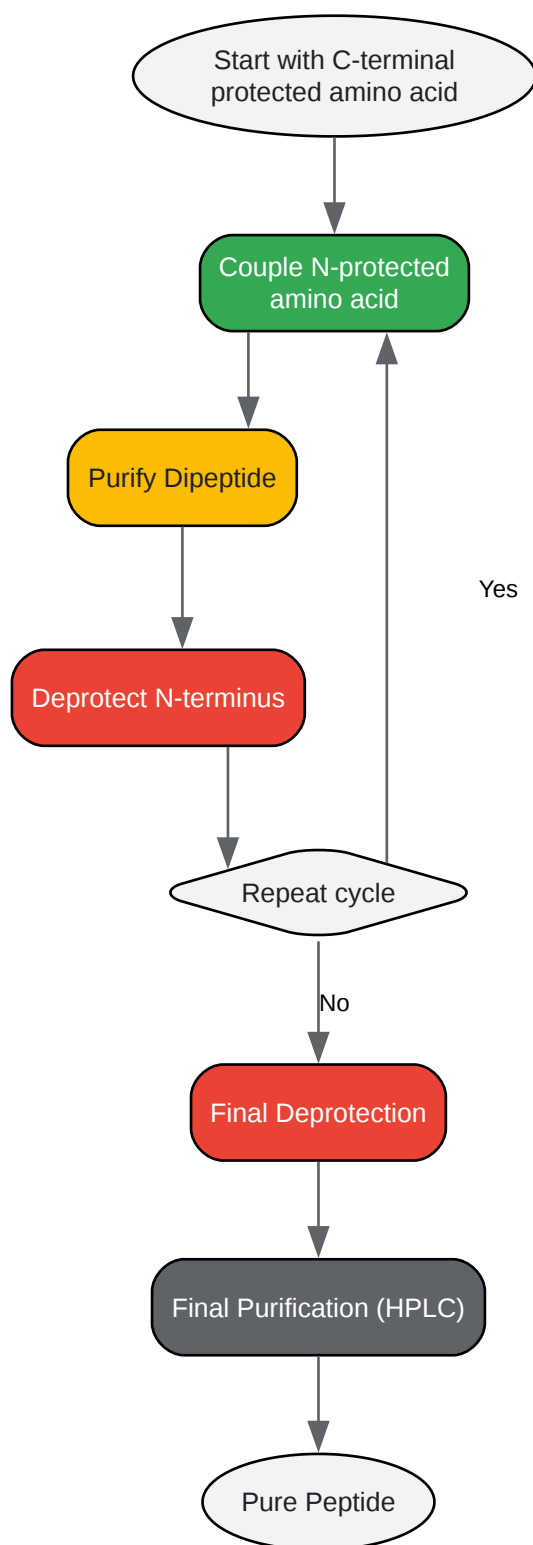 Start with C-terminal
protected amino acid
Couple N-protected
amino acid
Purify Dipeptide
Yes
Deprotect N-terminus
Repeat cycle
No
Final Deprotection
Final Purification (HPLC)
Pure Peptide